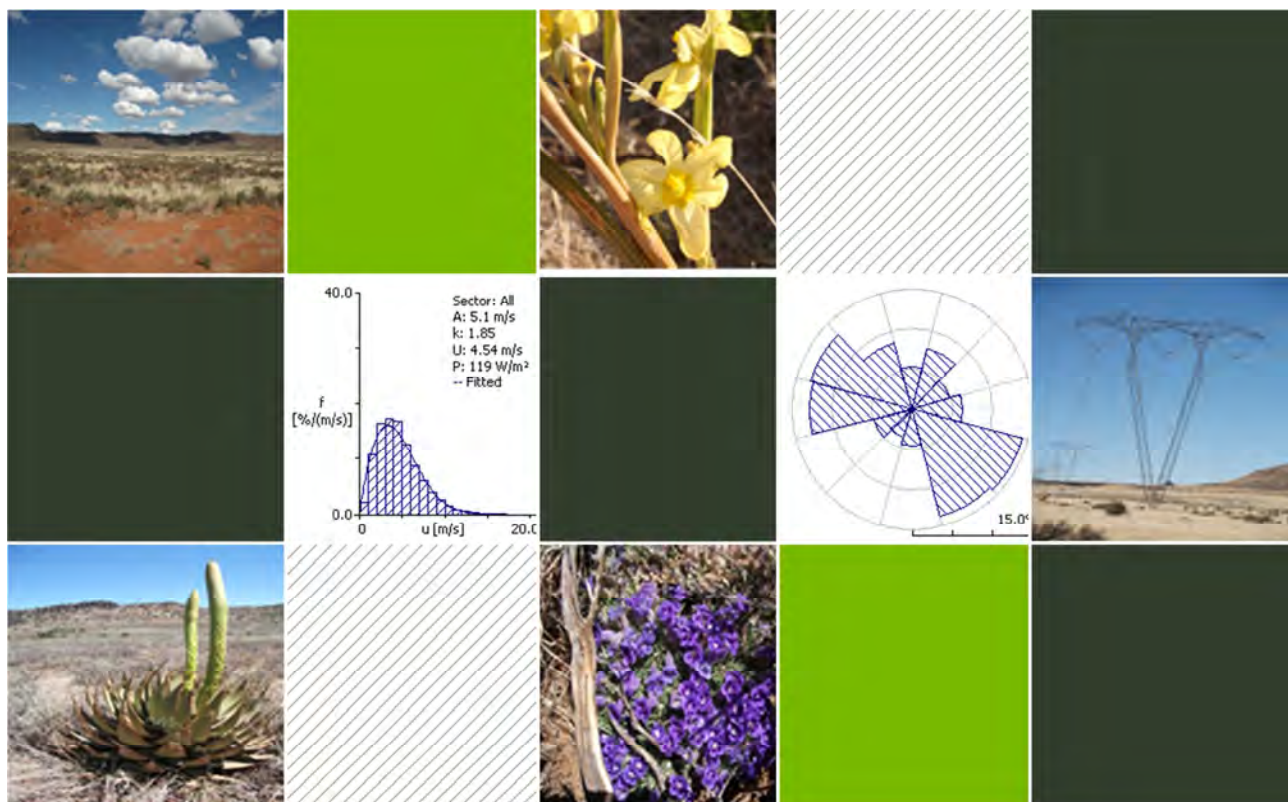 40.0
Sector: All
A: 5.1 m/s
k: 1.85
U: 4.54 m/s
P: 119 W/m²
-- Fitted
f
[%/(m/s)]
0.0
0
u [m/s]
20.0
15.0%